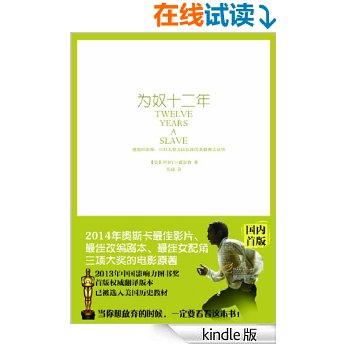 在线试读
为奴十二年
TWELVE
YEARS
A
SLAVE
著
译
2014年奥斯卡最佳影片、
最佳改编剧本、最佳女配角
三项大奖的电影原著
国内
首版
2013年中国影响力图书奖
首版权威翻译版本
已被选入美国历史教材
当你想放弃的时候，一定要看看这本书！
kindle版